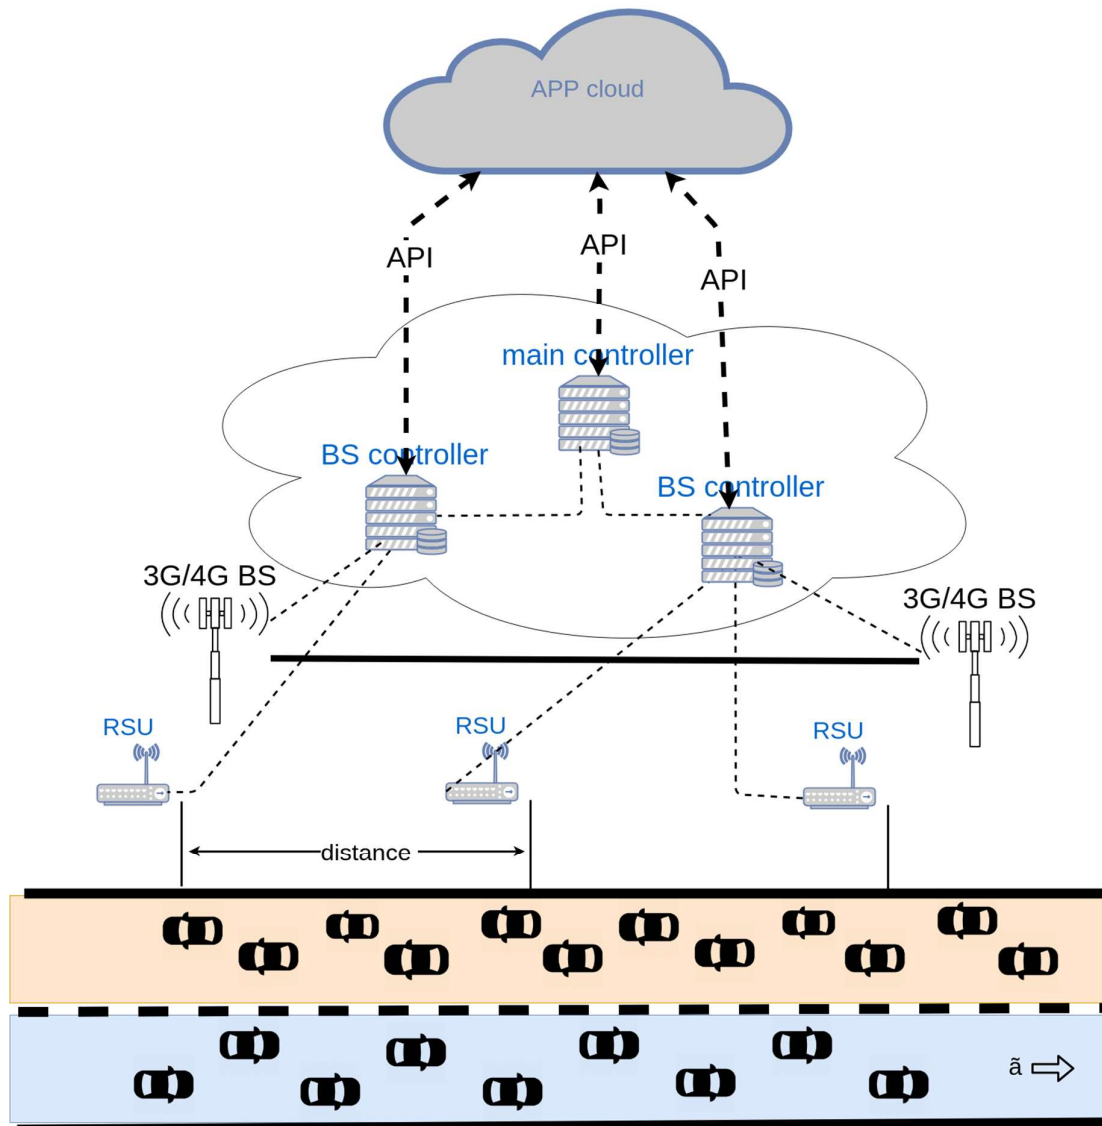 APP cloud
API
API
API
main controller
BS controller
BS controller
3G/4G BS
3G/4G BS
RSU
RSU
RSU
distance
ã